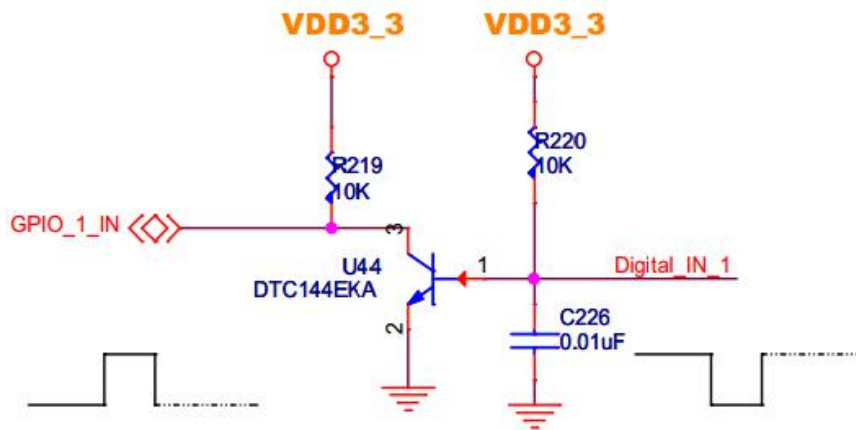 VDD3_3
VDD3_3
R219
10K
R220
10K
GPIO_1_IN
3
U44
DTC144EKA
1
Digital_IN_1
2
C226
0.01uF